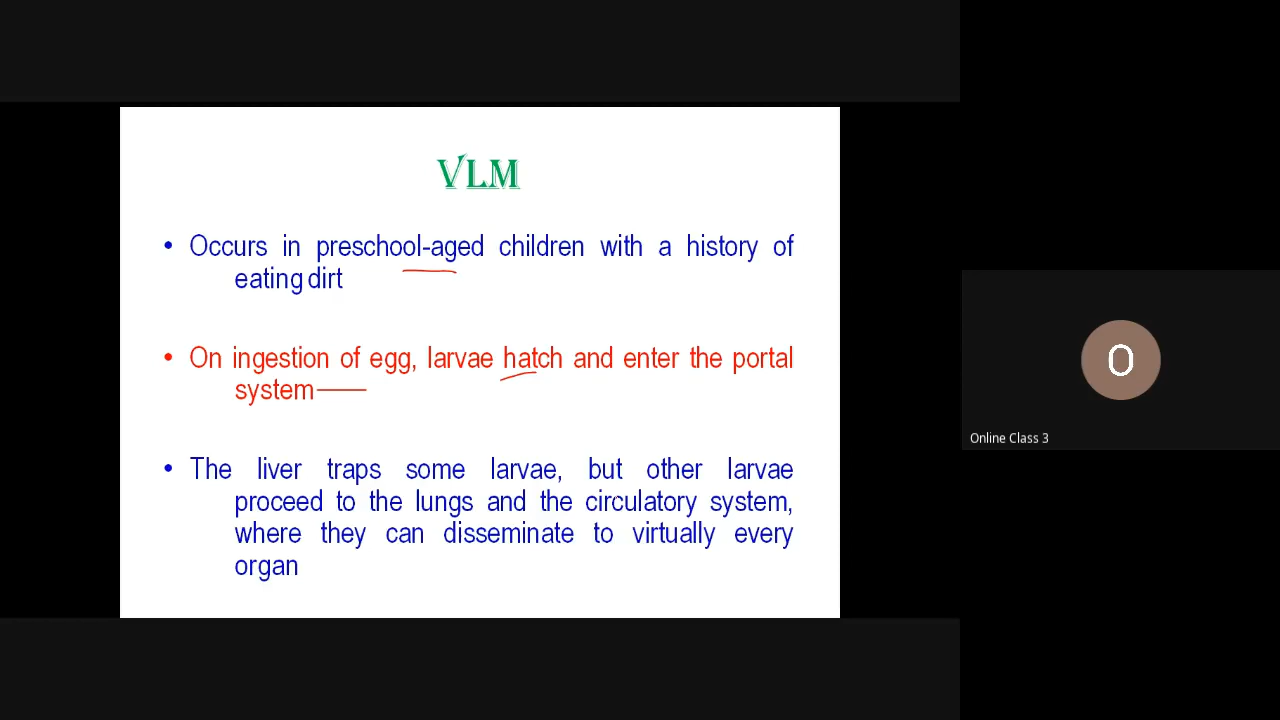 VLM
• Occurs in preschool-aged children with a history of
eating dirt
• On ingestion of egg, larvae hatch and enter the portal
system
• The liver traps some larvae, but other larvae
proceed to the lungs and the circulatory system,
where they can disseminate to virtually every
organ
O
Online Class 3